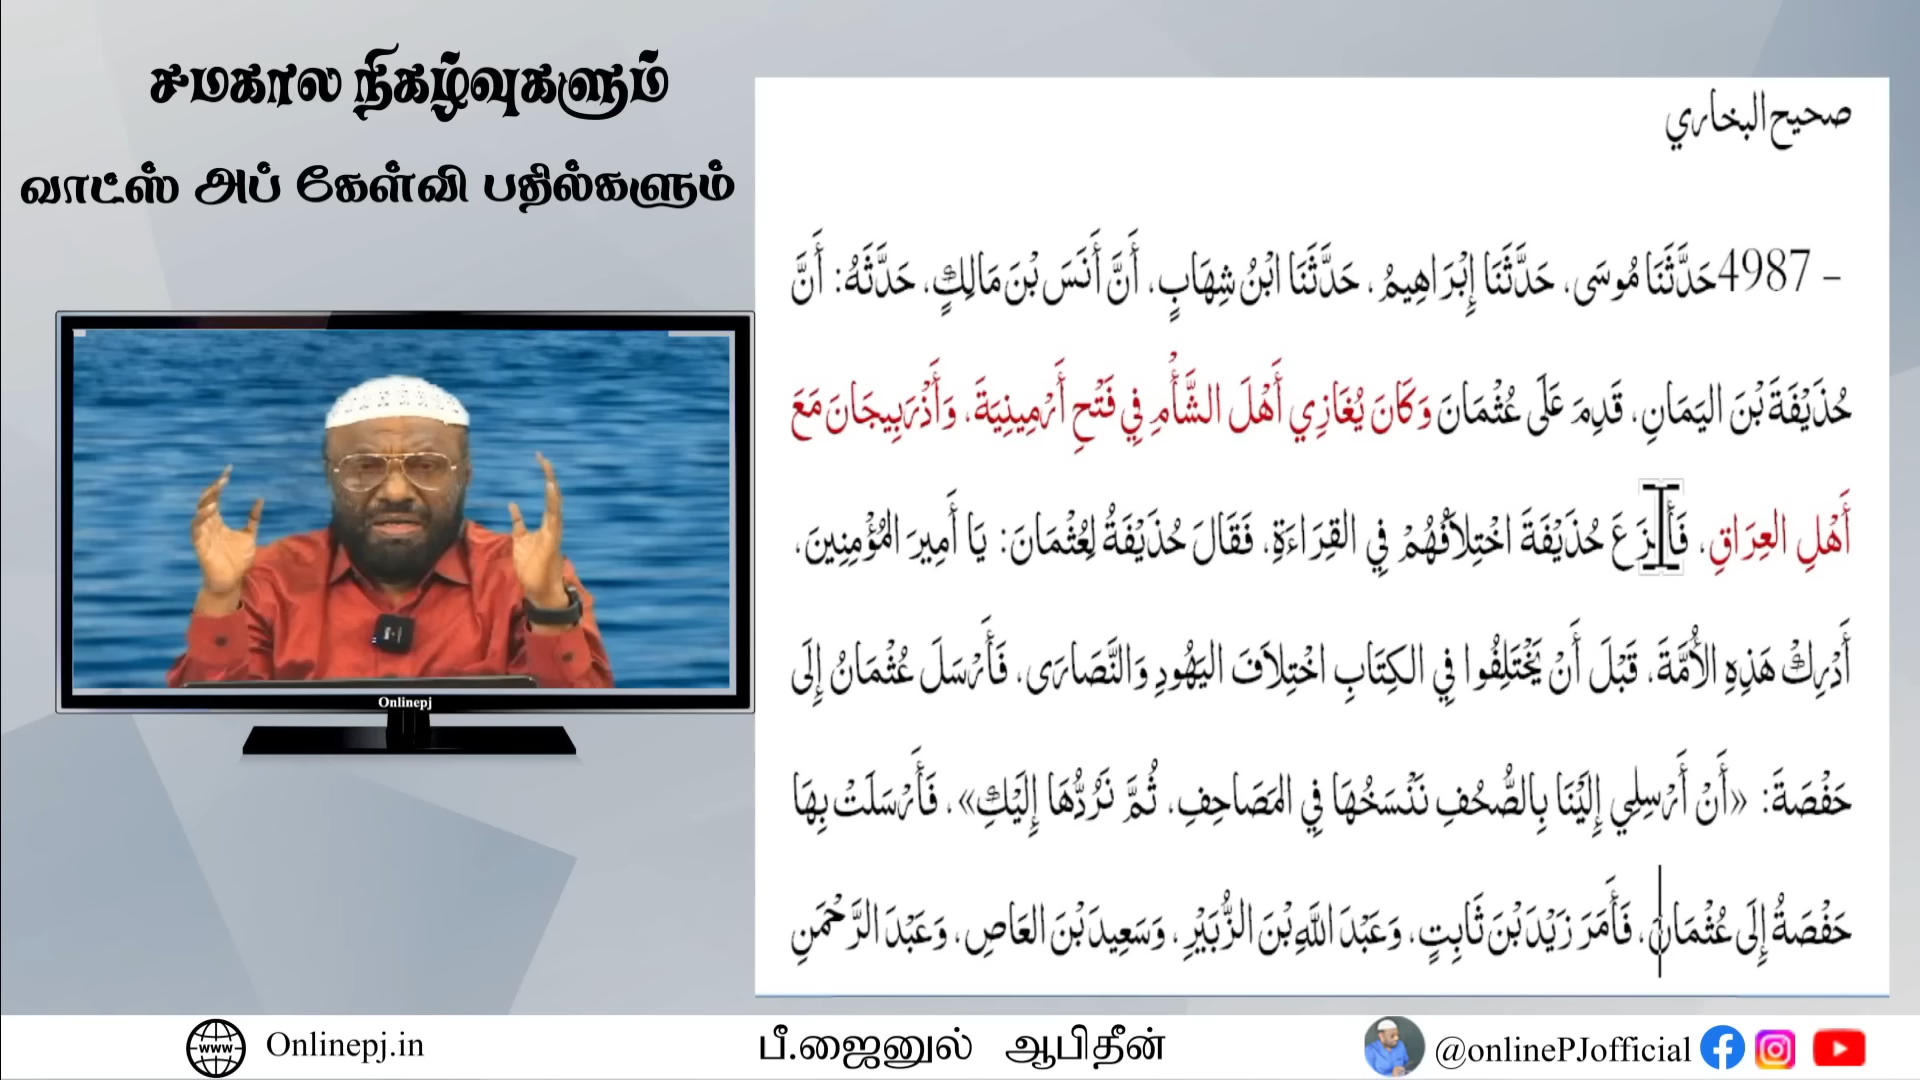 சமகால நிகழ்வுகளும்
வாட்ஸ் அப் கேள்வி பதில்களும்
صحيح البخاري
4987 - حَدَّثَنَا مُوسَى، حَدَّثَنَا إِبْرَاهِيمُ، حَدَّثَنَا ابْنُ شِهَابٍ، أَنَّ أَنَسَ بْنَ مَالِكٍ، حَدَّثَهُ: أَنَّ
حُذَيْفَةَ بْنَ اليَمَانِ، قَدِمَ عَلَى عُثْمَانَ وَكَانَ يُغَازِي أَهْلَ الشَّأْمِ فِي فَتْحِ أَرْمِينِيَةَ، وَأَذْرَبِيجَانَ مَعَ
أَهْلِ العِرَاقِ، فَأَفْزَعَ حُذَيْفَةَ اخْتِلاَفُهُمْ فِي القِرَاءَةِ، فَقَالَ حُذَيْفَةُ لِعُثْمَانَ: يَا أَمِيرَ المُؤْمِنِينَ،
أَدْرِكْ هَذِهِ الأُمَّةَ، قَبْلَ أَنْ يَخْتَلِفُوا فِي الكِتَابِ اخْتِلاَفَ اليَهُودِ وَالنَّصَارَى، فَأَرْسَلَ عُثْمَانُ إِلَى
حَفْصَةَ: «أَنْ أَرْسِلِي إِلَيْنَا بِالصُّحُفِ نَنْسَخُهَا فِي المَصَاحِفِ، ثُمَّ نَرُدُّهَا إِلَيْكِ»، فَأَرْسَلَتْ بِهَا
حَفْصَةُ إِلَى عُثْمَانَ، فَأَمَرَ زَيْدَ بْنَ ثَابِتٍ، وَعَبْدَ اللَّهِ بْنَ الزُّبَيْرِ، وَسَعِيدَ بْنَ العَاصِ، وَعَبْدَ الرَّحْمَنِ
Onlinepj
www
Onlinepj.in
பீ.ஜைனுல் ஆபிதீன்
@onlinePJofficial